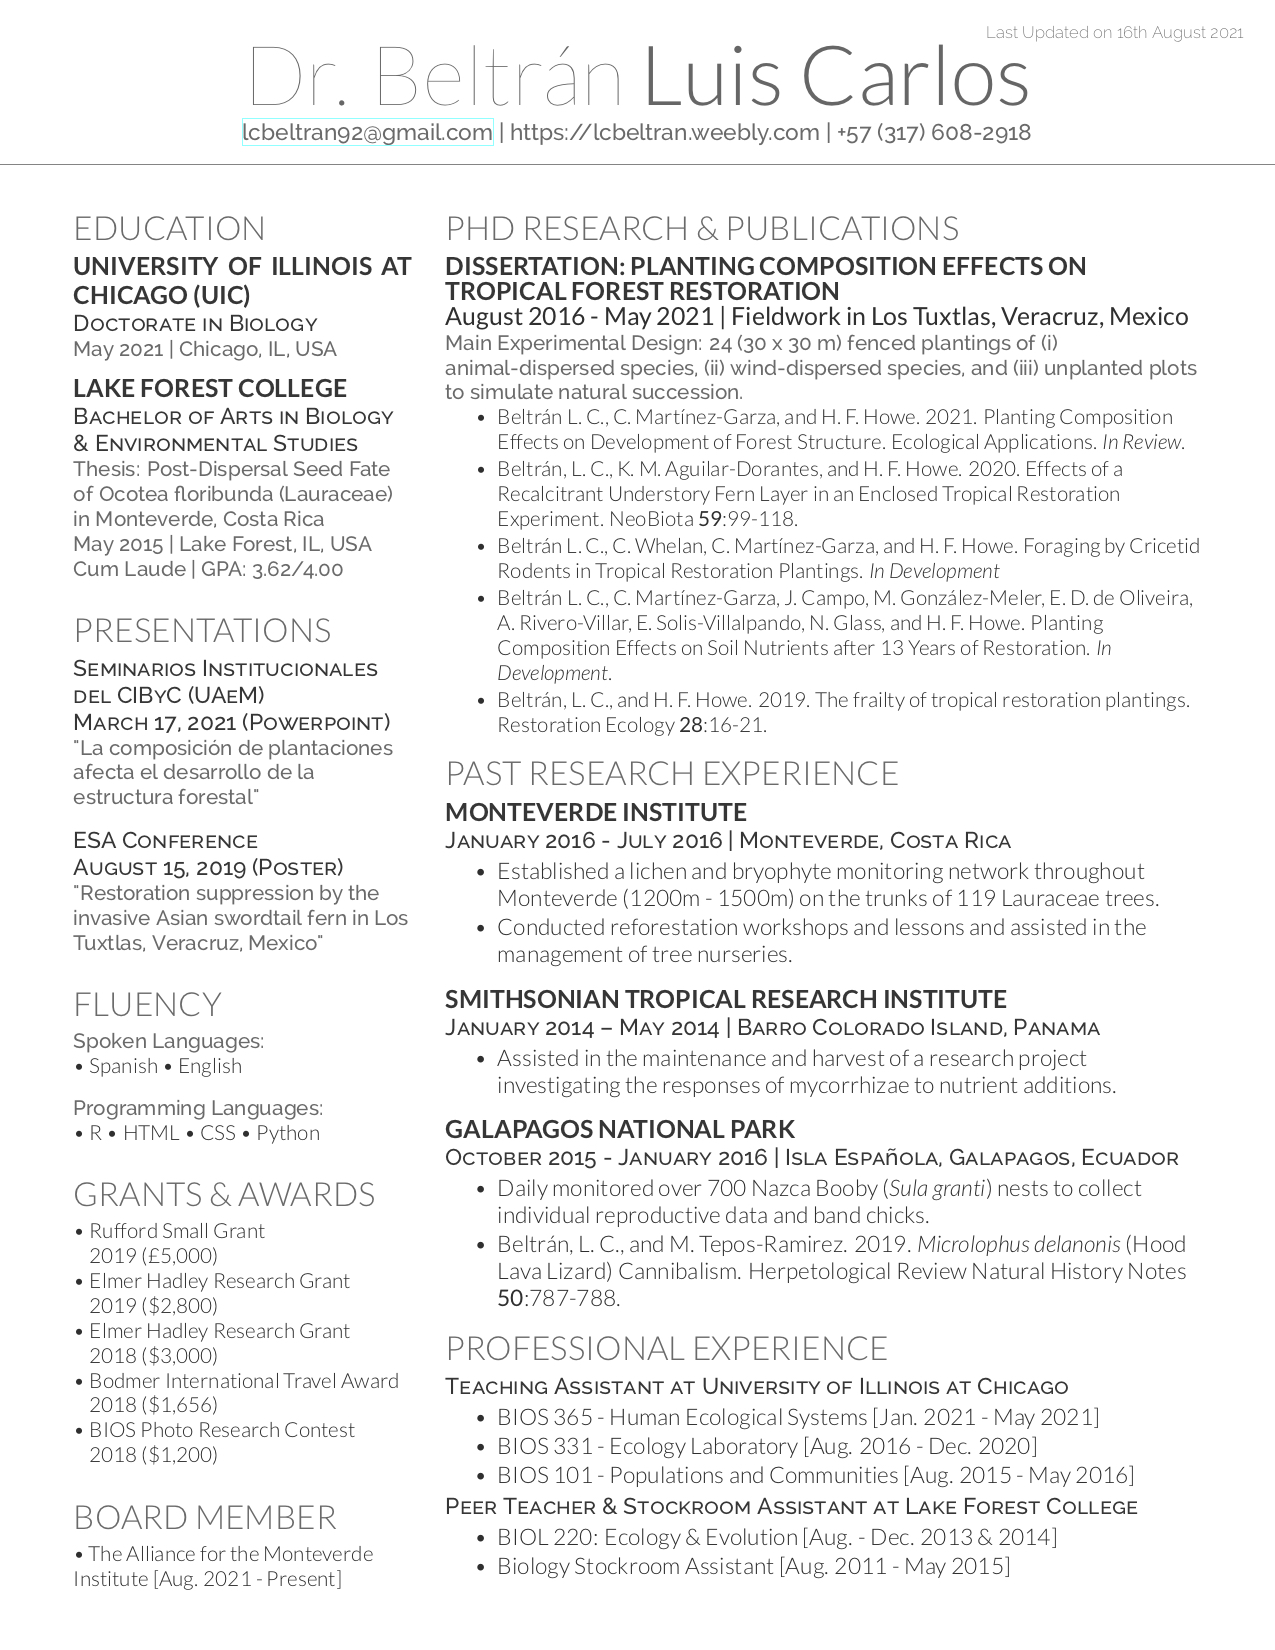 Last Updated on 16th August 2021
Dr. Beltrán Luis Carlos
lcbeltran92@gmail.com | https://lcbeltran.weebly.com | +57 (317) 608-2918
EDUCATION
UNIVERSITY OF ILLINOIS AT
CHICAGO (UIC)
Doctorate in Biology
May 2021 | Chicago, IL, USA
LAKE FOREST COLLEGE
Bachelor of Arts in Biology
& Environmental Studies
Thesis: Post-Dispersal Seed Fate
of Ocotea floribunda (Lauraceae)
in Monteverde, Costa Rica
May 2015 | Lake Forest, IL, USA
Cum Laude | GPA: 3.62/4.00
PRESENTATIONS
Seminarios Institucionales
del CIByC (UAeM)
March 17, 2021 (Powerpoint)
"La composición de plantaciones
afecta el desarrollo de la
estructura forestal"
ESA Conference
August 15, 2019 (Poster)
"Restoration suppression by the
invasive Asian swordtail fern in Los
Tuxtlas, Veracruz, Mexico"
FLUENCY
Spoken Languages:
• Spanish • English
Programming Languages:
• R • HTML • CSS • Python
GRANTS & AWARDS
• Rufford Small Grant
2019 (£5,000)
• Elmer Hadley Research Grant
2019 ($2,800)
• Elmer Hadley Research Grant
2018 ($3,000)
• Bodmer International Travel Award
2018 ($1,656)
• BIOS Photo Research Contest
2018 ($1,200)
BOARD MEMBER
• The Alliance for the Monteverde
Institute [Aug. 2021 - Present]
PHD RESEARCH & PUBLICATIONS
DISSERTATION: PLANTING COMPOSITION EFFECTS ON
TROPICAL FOREST RESTORATION
August 2016 - May 2021 | Fieldwork in Los Tuxtlas, Veracruz, Mexico
Main Experimental Design: 24 (30 x 30 m) fenced plantings of (i)
animal-dispersed species, (ii) wind-dispersed species, and (iii) unplanted plots
to simulate natural succession.
• Beltrán L. C., C. Martínez-Garza, and H. F. Howe. 2021. Planting Composition
Effects on Development of Forest Structure. Ecological Applications. In Review.
• Beltrán, L. C., K. M. Aguilar-Dorantes, and H. F. Howe. 2020. Effects of a
Recalcitrant Understory Fern Layer in an Enclosed Tropical Restoration
Experiment. NeoBiota 59:99-118.
• Beltrán L. C., C. Whelan, C. Martínez-Garza, and H. F. Howe. Foraging by Cricetid
Rodents in Tropical Restoration Plantings. In Development
• Beltrán L. C., C. Martínez-Garza, J. Campo, M. González-Meler, E. D. de Oliveira,
A. Rivero-Villar, E. Solis-Villalpando, N. Glass, and H. F. Howe. Planting
Composition Effects on Soil Nutrients after 13 Years of Restoration. In
Development.
• Beltrán, L. C., and H. F. Howe. 2019. The frailty of tropical restoration plantings.
Restoration Ecology 28:16-21.
PAST RESEARCH EXPERIENCE
MONTEVERDE INSTITUTE
January 2016 - July 2016 | Monteverde, Costa Rica
• Established a lichen and bryophyte monitoring network throughout
Monteverde (1200m - 1500m) on the trunks of 119 Lauraceae trees.
• Conducted reforestation workshops and lessons and assisted in the
management of tree nurseries.
SMITHSONIAN TROPICAL RESEARCH INSTITUTE
January 2014 – May 2014 | Barro Colorado Island, Panama
• Assisted in the maintenance and harvest of a research project
investigating the responses of mycorrhizae to nutrient additions.
GALAPAGOS NATIONAL PARK
October 2015 - January 2016 | Isla Española, Galapagos, Ecuador
• Daily monitored over 700 Nazca Booby (Sula granti) nests to collect
individual reproductive data and band chicks.
• Beltrán, L. C., and M. Tepos-Ramirez. 2019. Microlophus delanonis (Hood
Lava Lizard) Cannibalism. Herpetological Review Natural History Notes
50:787-788.
PROFESSIONAL EXPERIENCE
Teaching Assistant at University of Illinois at Chicago
• BIOS 365 - Human Ecological Systems [Jan. 2021 - May 2021]
• BIOS 331 - Ecology Laboratory [Aug. 2016 - Dec. 2020]
• BIOS 101 - Populations and Communities [Aug. 2015 - May 2016]
Peer Teacher & Stockroom Assistant at Lake Forest College
• BIOL 220: Ecology & Evolution [Aug. - Dec. 2013 & 2014]
• Biology Stockroom Assistant [Aug. 2011 - May 2015]